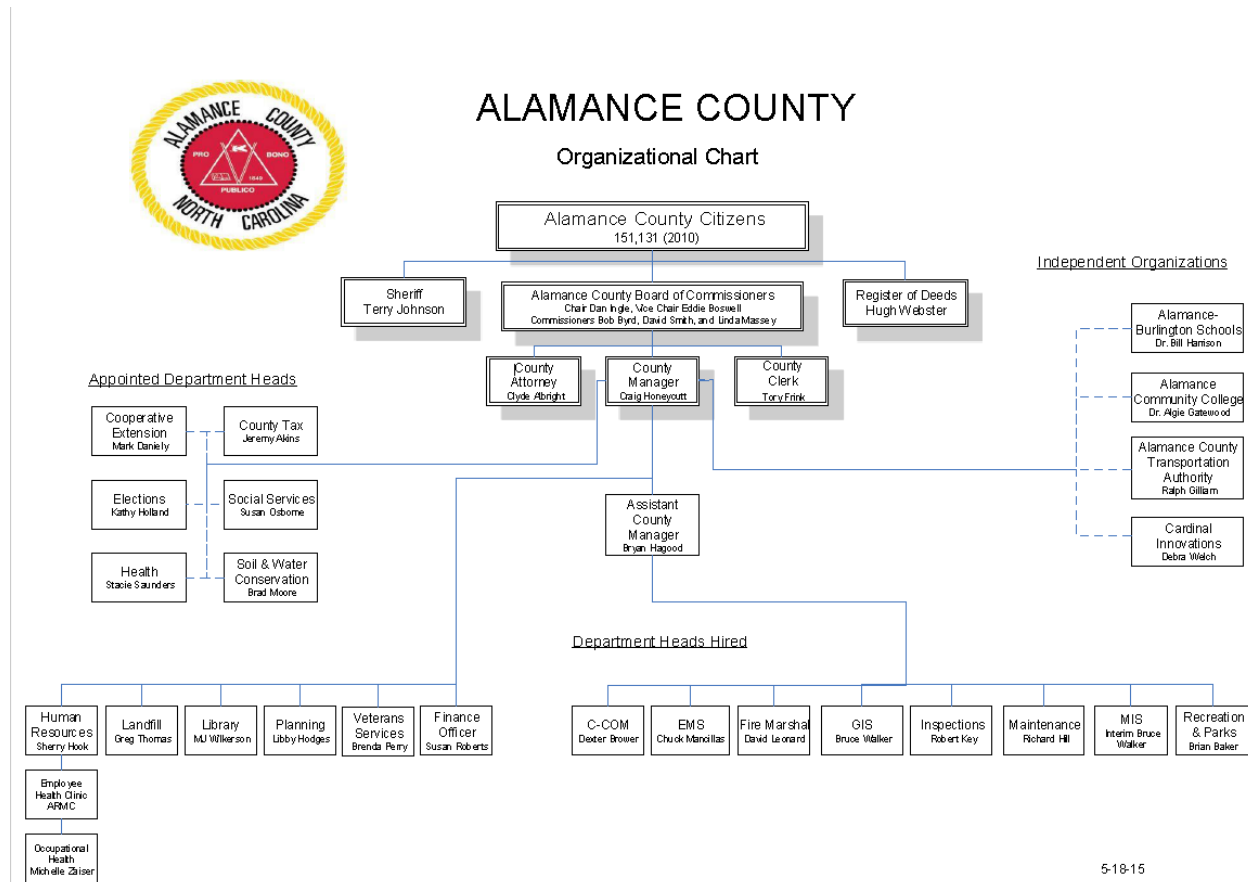 ALAMANCE COUNTY
NORTH CAROLINA
PRO BONO
1849
PUBLICO
ALAMANCE COUNTY
Organizational Chart
Alamance County Citizens
151,131 (2010)
Independent Organizations
Sheriff
Terry Johnson
Alamance County Board of Commissioners
Chair Dan Ingle, Vice Chair Eddie Boswell
Commissioners Bob Byrd, David Smith, and Linda Massey
Register of Deeds
Hugh Webster
Alamance-
Burlington Schools
Dr. Bill Harrison
Alamance
Community College
Dr. Algie Gatewood
Alamance County
Transportation
Authority
Ralph Gilliam
Cardinal
Innovations
Debra Welch
County
Attorney
Clyde Albright
County
Manager
Craig Honeycutt
County
Clerk
Tory Frink
Appointed Department Heads
Cooperative
Extension
Mark Daniely
County Tax
Jeremy Akins
Elections
Kathy Holland
Social Services
Susan Osborne
Health
Stacie Saunders
Soil & Water
Conservation
Brad Moore
Assistant
County
Manager
Bryan Hagood
Department Heads Hired
Human
Resources
Sherry Hook
Landfill
Greg Thomas
Library
MJ Wilkerson
Planning
Libby Hodges
Veterans
Services
Brenda Perry
Finance
Officer
Susan Roberts
C-COM
Dexter Brower
EMS
Chuck Mancillas
Fire Marshal
David Leonard
GIS
Bruce Walker
Inspections
Robert Key
Maintenance
Richard Hill
MIS
Interim Bruce
Walker
Recreation
& Parks
Brian Baker
Employee
Health Clinic
ARMC
Occupational
Health
Michelle Zaiser
5-18-15